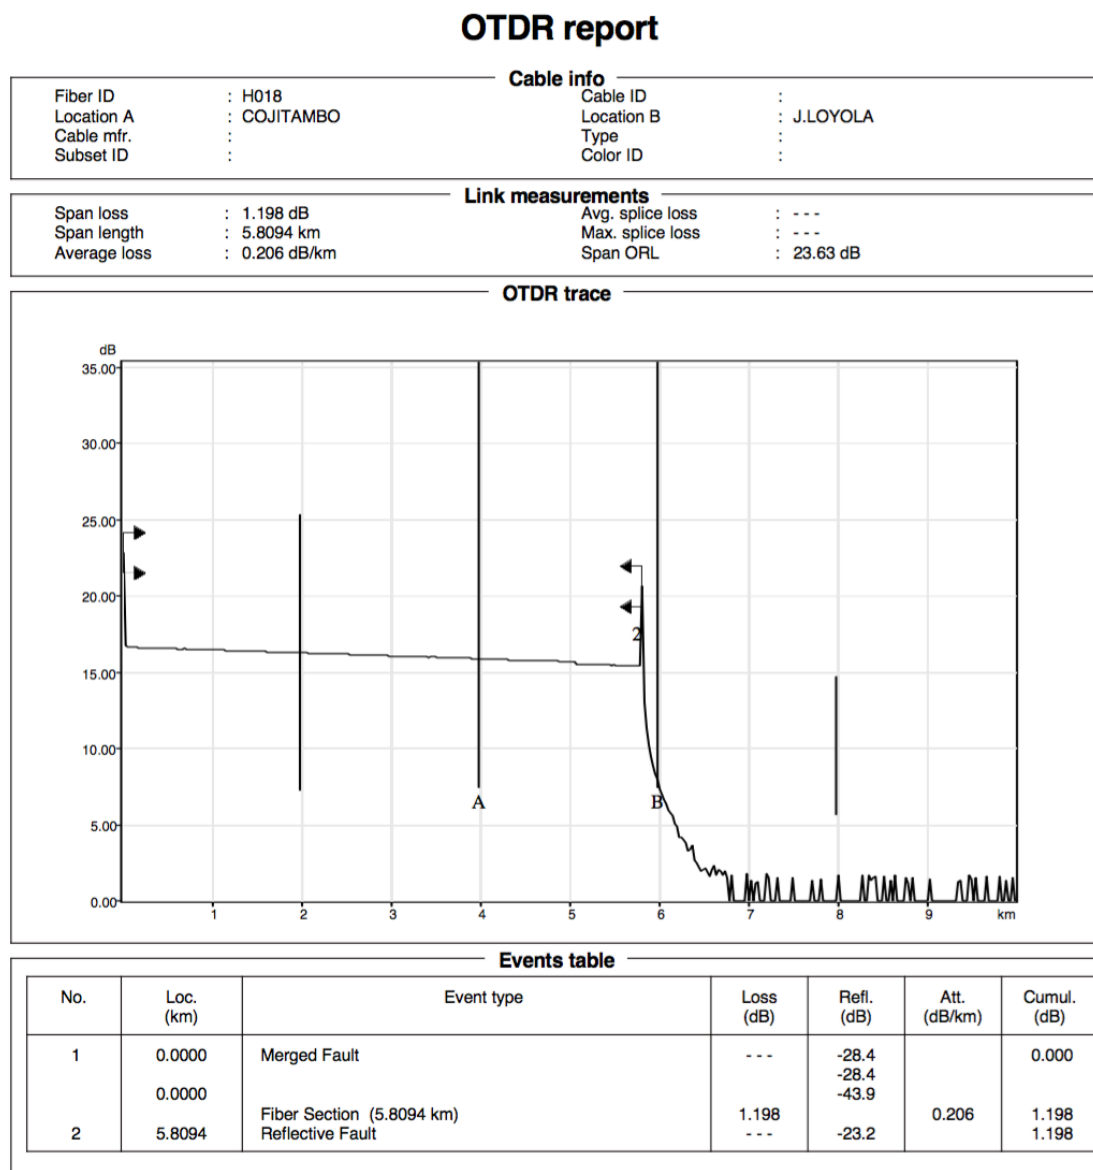 OTDR report
Cable info
Fiber ID : H018 Cable ID :
Location A : COJITAMBO Location B : J.LOYOLA
Cable mfr. : Type :
Subset ID : Color ID :
Link measurements
Span loss : 1.198 dB Avg. splice loss : - - -
Span length : 5.8094 km Max. splice loss : - - -
Average loss : 0.206 dB/km Span ORL : 23.63 dB
OTDR trace
dB
35.00
30.00
25.00
20.00
2
15.00
10.00
A B
5.00
0.00
1 2 3 4 5 6 7 8 9 km
Events table
No. Loc. (km) Event type Loss (dB) Refl. (dB) Att. (dB/km) Cumul. (dB)
1 0.0000 Merged Fault - - - -28.4 0.000
-28.4
0.0000 -43.9
Fiber Section (5.8094 km) 1.198 0.206 1.198
2 5.8094 Reflective Fault - - - -23.2 1.198